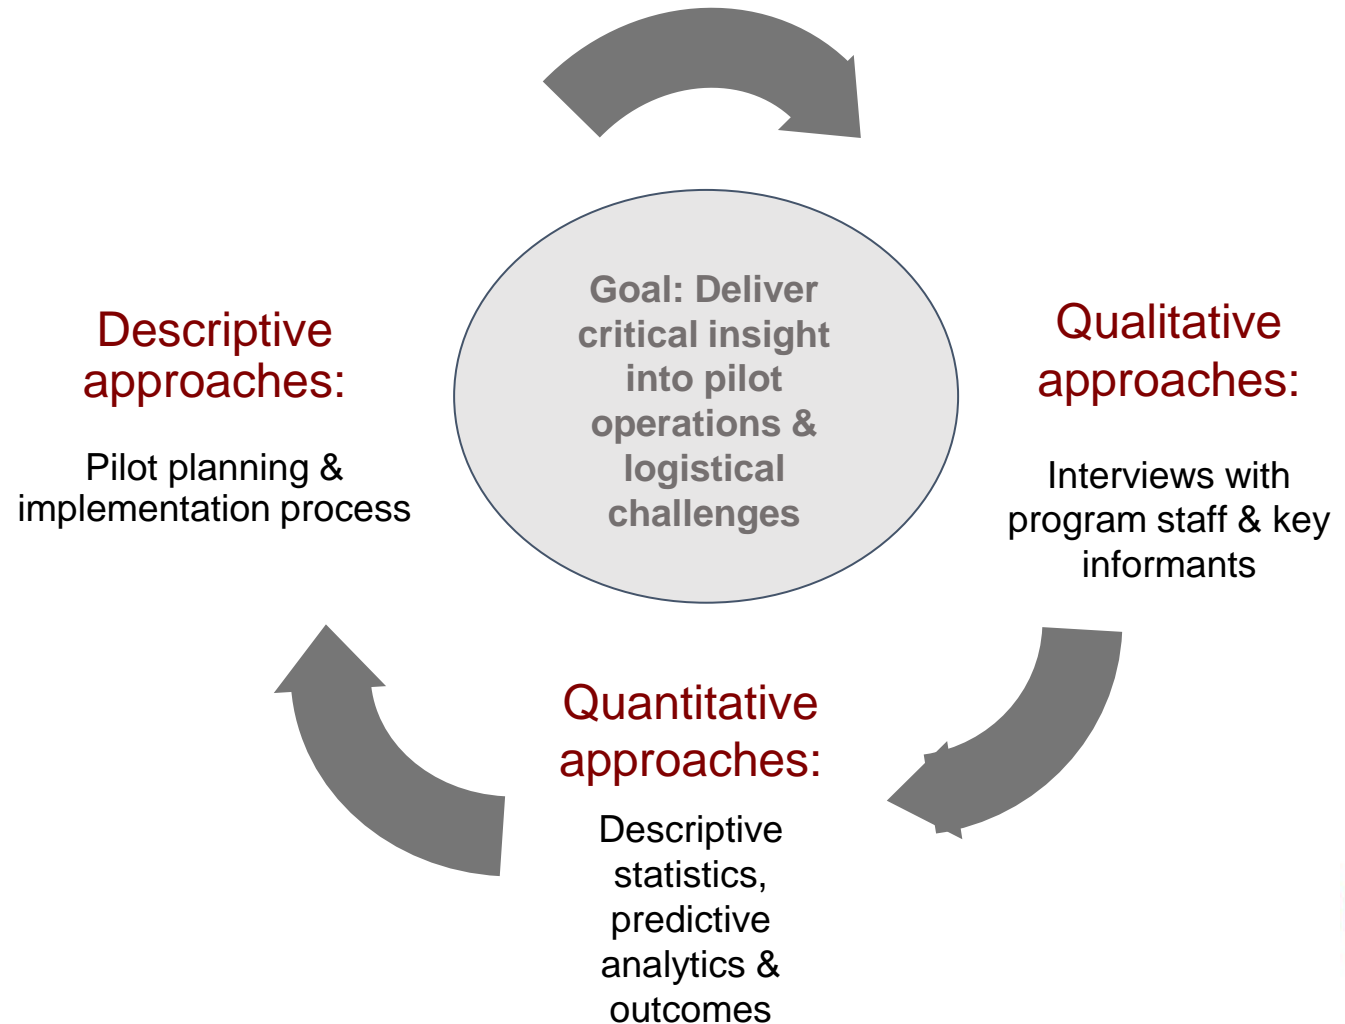 Goal: Deliver
critical insight
into pilot
operations &
logistical
challenges
Descriptive
approaches:
Pilot planning &
implementation process
Qualitative
approaches:
Interviews with
program staff & key
informants
Quantitative
approaches:
Descriptive
statistics,
predictive
analytics &
outcomes